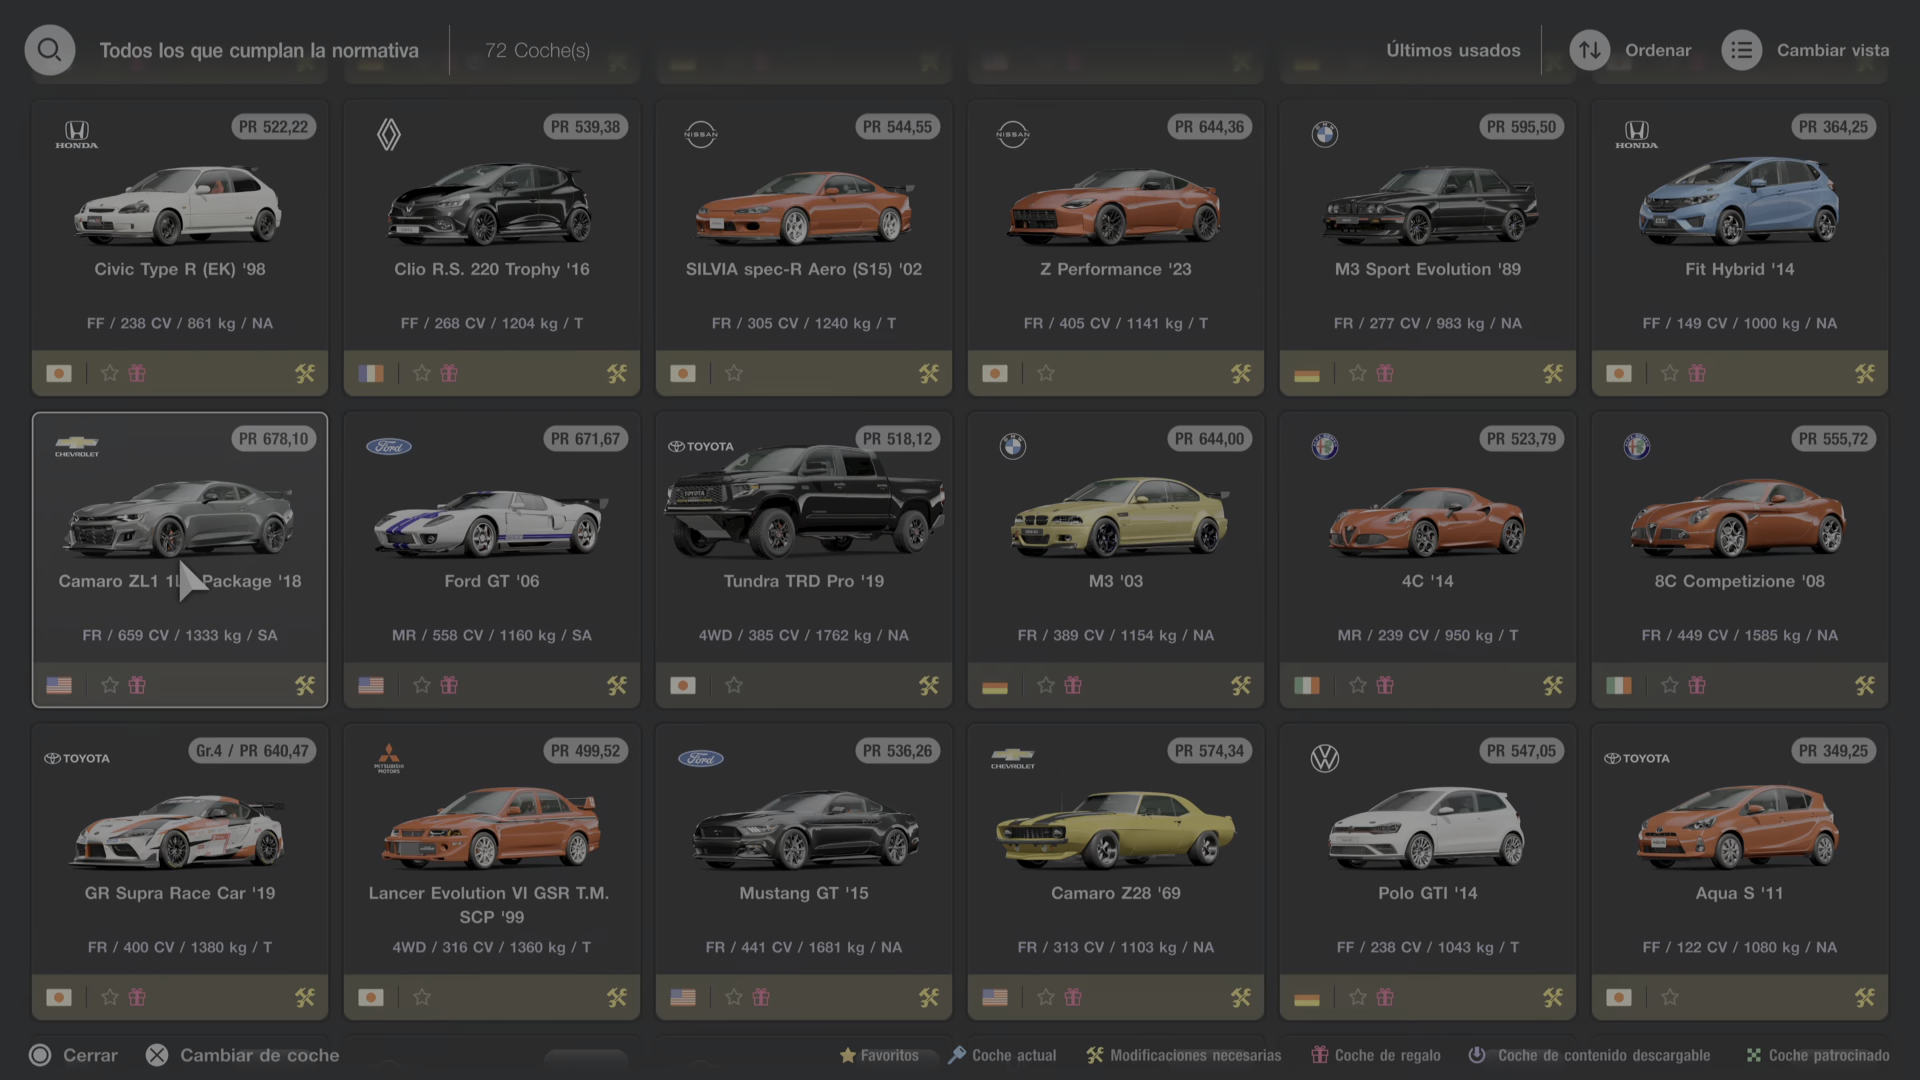 Todos los que cumplan la normativa
72 Coche(s)
Últimos usados
Ordenar
Cambiar vista
HONDA
PR 522,22
Civic Type R (EK) '98
FF / 238 CV / 861 kg / NA
PR 539,38
Clio R.S. 220 Trophy '16
FF / 268 CV / 1204 kg / T
NISSAN
PR 544,55
SILVIA spec-R Aero (S15) '02
FR / 305 CV / 1240 kg / T
NISSAN
PR 644,36
Z Performance '23
FR / 405 CV / 1141 kg / T
PR 595,50
M3 Sport Evolution '89
FR / 277 CV / 983 kg / NA
HONDA
PR 364,25
Fit Hybrid '14
FF / 149 CV / 1000 kg / NA
CHEVROLET
PR 678,10
Camaro ZL1 Package '18
FR / 659 CV / 1333 kg / SA
Ford
PR 671,67
Ford GT '06
MR / 558 CV / 1160 kg / SA
TOYOTA
PR 518,12
Tundra TRD Pro '19
4WD / 385 CV / 1762 kg / NA
PR 644,00
M3 '03
FR / 389 CV / 1154 kg / NA
PR 523,79
4C '14
MR / 239 CV / 950 kg / T
PR 555,72
8C Competizione '08
FR / 449 CV / 1585 kg / NA
TOYOTA
Gr.4 / PR 640,47
GR Supra Race Car '19
FR / 400 CV / 1380 kg / T
MITSUBISHI
MOTORS
PR 499,52
Lancer Evolution VI GSR T.M.
SCP '99
4WD / 316 CV / 1360 kg / T
Ford
PR 536,26
Mustang GT '15
FR / 441 CV / 1681 kg / NA
CHEVROLET
PR 574,34
Camaro Z28 '69
FR / 313 CV / 1103 kg / NA
PR 547,05
Polo GTI '14
FF / 238 CV / 1043 kg / T
TOYOTA
PR 349,25
Aqua S '11
FF / 122 CV / 1080 kg / NA
Cerrar
Cambiar de coche
Favoritos
Coche actual
Modificaciones necesarias
Coche de regalo
Coche de contenido descargable
Coche patrocinado